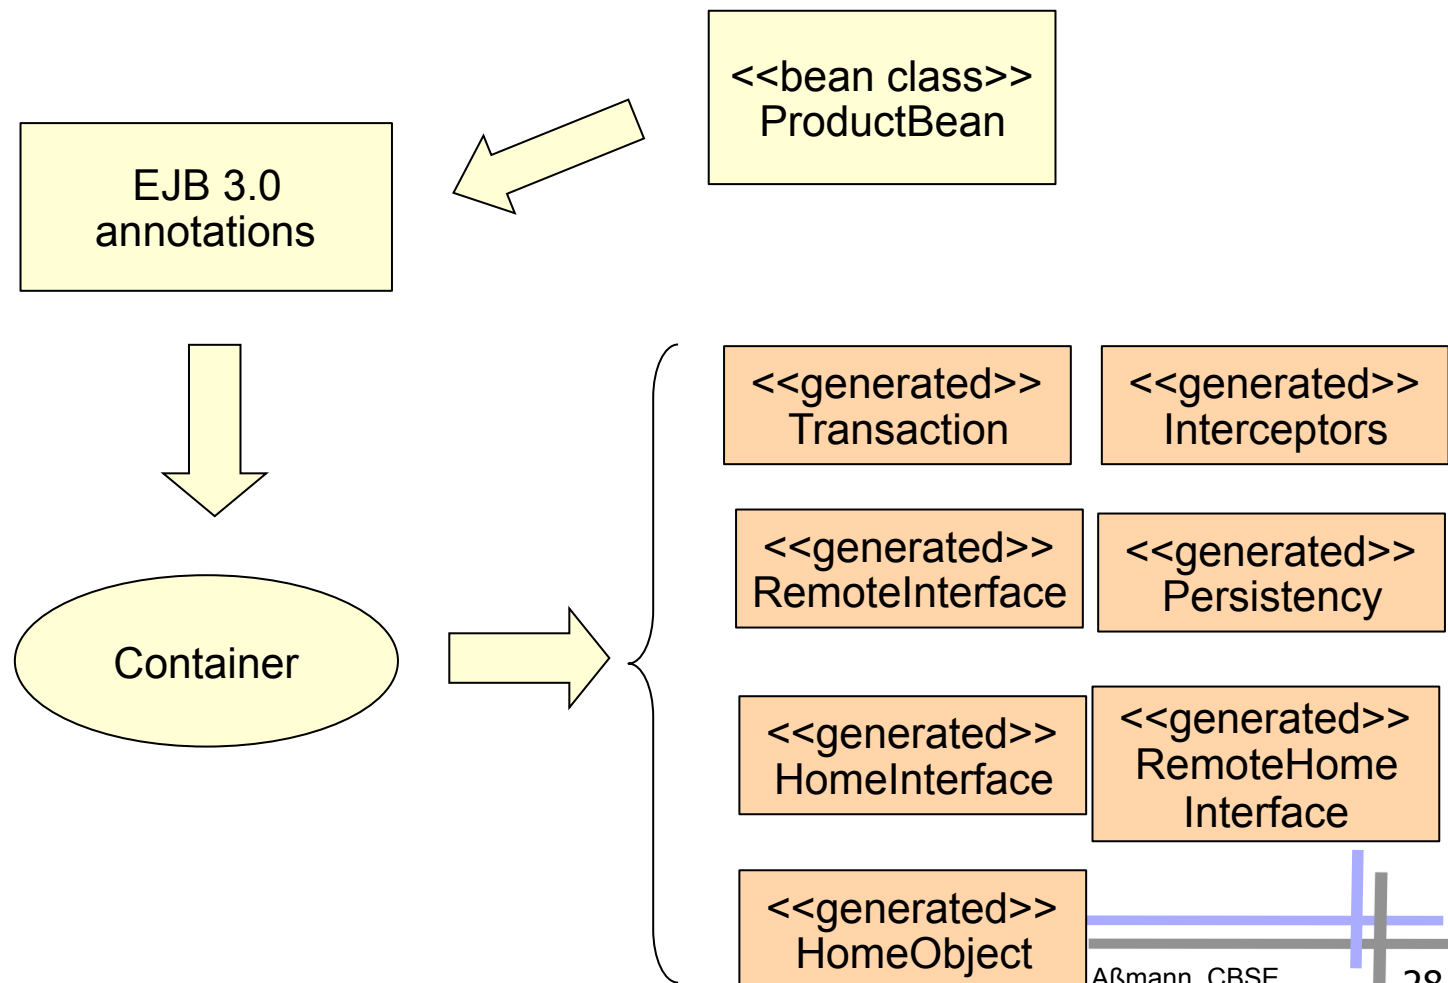 <<bean class>>
ProductBean
EJB 3.0
annotations
<<generated>>
Transaction
<<generated>>
Interceptors
<<generated>>
RemoteInterface
<<generated>>
Persistency
Container
<<generated>>
HomeInterface
<<generated>>
RemoteHome
Interface
<<generated>>
HomeObject
Aßmann, CBSE
28